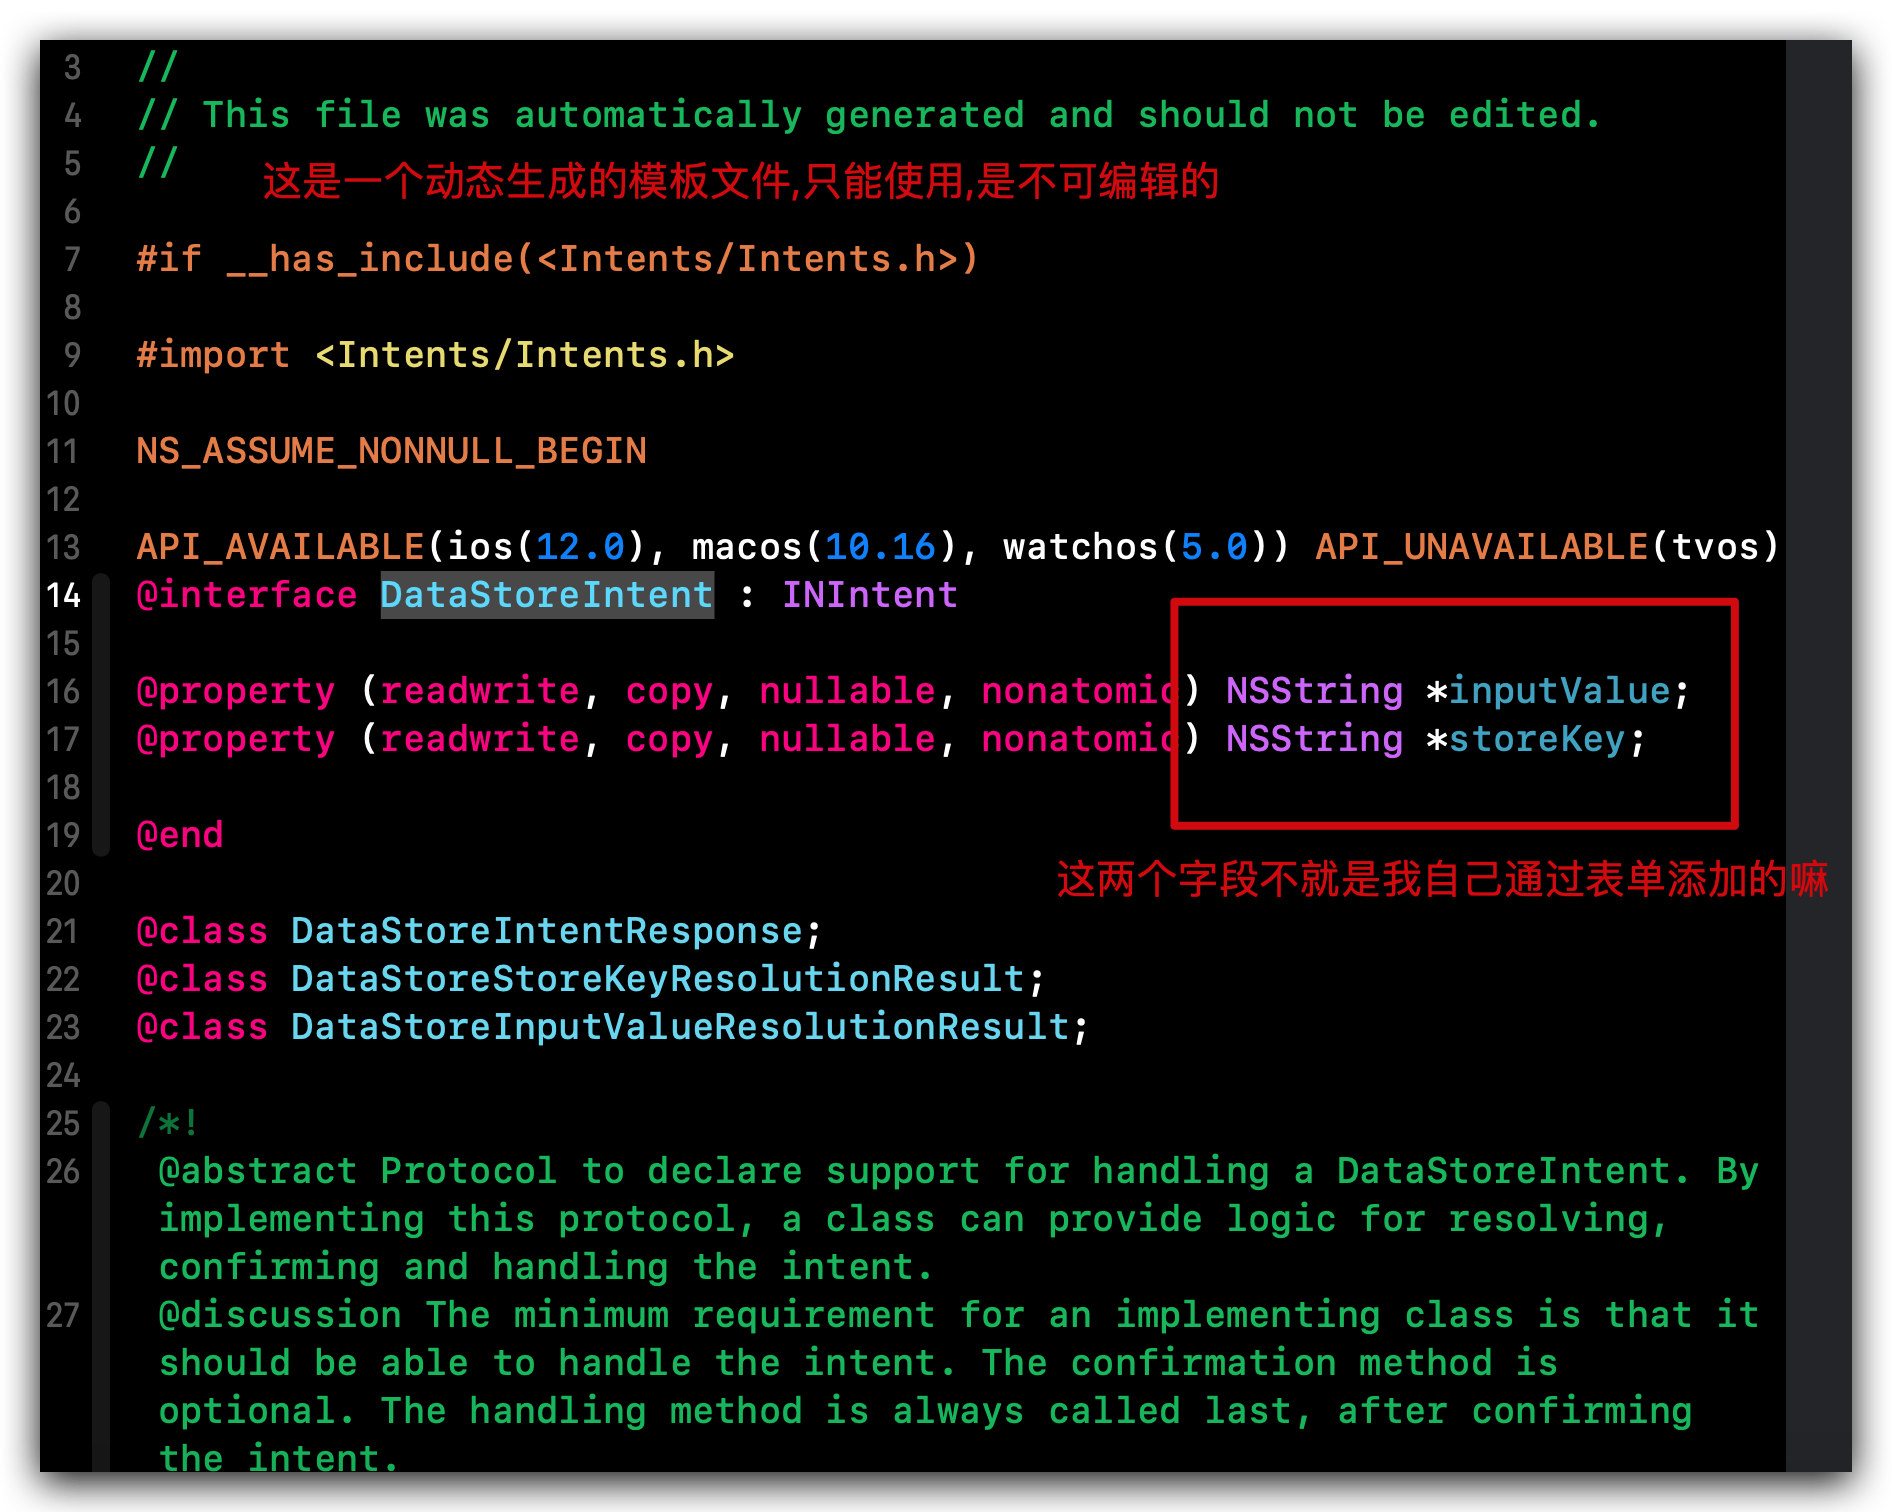 3 //
4 // This file was automatically generated and should not be edited.
5 //
这是一个动态生成的模板文件,只能使用,是不可编辑的
6
7 #if __has_include(<Intents/Intents.h>)
8
9 #import <Intents/Intents.h>
10
11 NS_ASSUME_NONNULL_BEGIN
12
13 API_AVAILABLE(ios(12.0), macos(10.16), watchos(5.0)) API_UNAVAILABLE(tvos)
14 @interface DataStoreIntent : INIntent
15
16 @property (readwrite, copy, nullable, nonatomic) NSString *inputValue;
17 @property (readwrite, copy, nullable, nonatomic) NSString *storeKey;
18
19 @end
这两个字段不就是我自己通过表单添加的嘛
20
21 @class DataStoreIntentResponse;
22 @class DataStoreStoreKeyResolutionResult;
23 @class DataStoreInputValueResolutionResult;
24
25 /*!
26 @abstract Protocol to declare support for handling a DataStoreIntent. By
implementing this protocol, a class can provide logic for resolving,
confirming and handling the intent.
27 @discussion The minimum requirement for an implementing class is that it
should be able to handle the intent. The confirmation method is
optional. The handling method is always called last, after confirming
the intent.